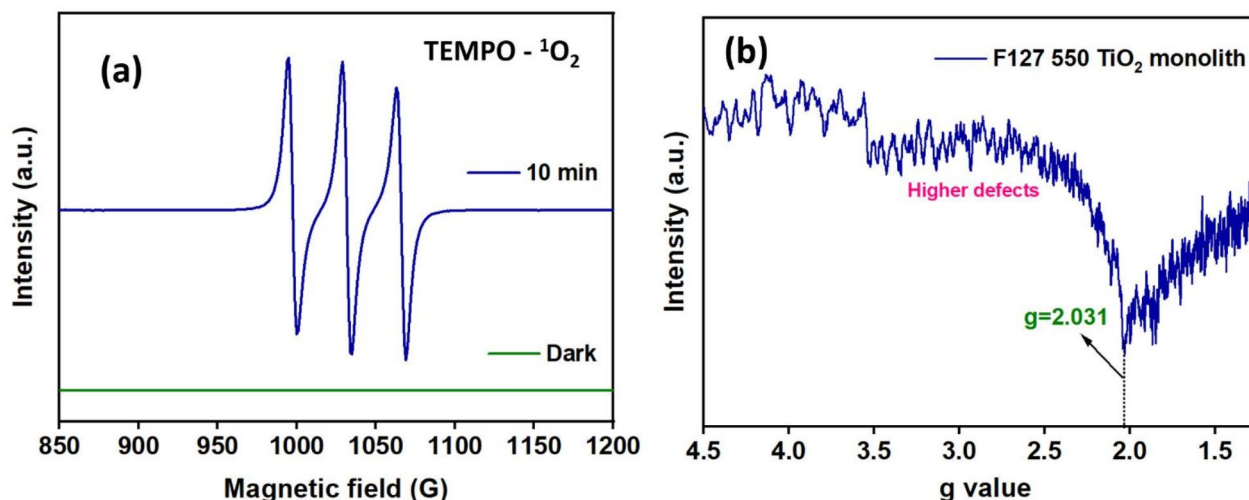 (a)
TEMPO - ¹O₂
10 min
Dark
Intensity (a.u.)
850 900 950 1000 1050 1100 1150 1200
Magnetic field (G)
(b)
F127 550 TiO₂ monolith
Higher defects
g=2.031
Intensity (a.u.)
4.5 4.0 3.5 3.0 2.5 2.0 1.5
g value